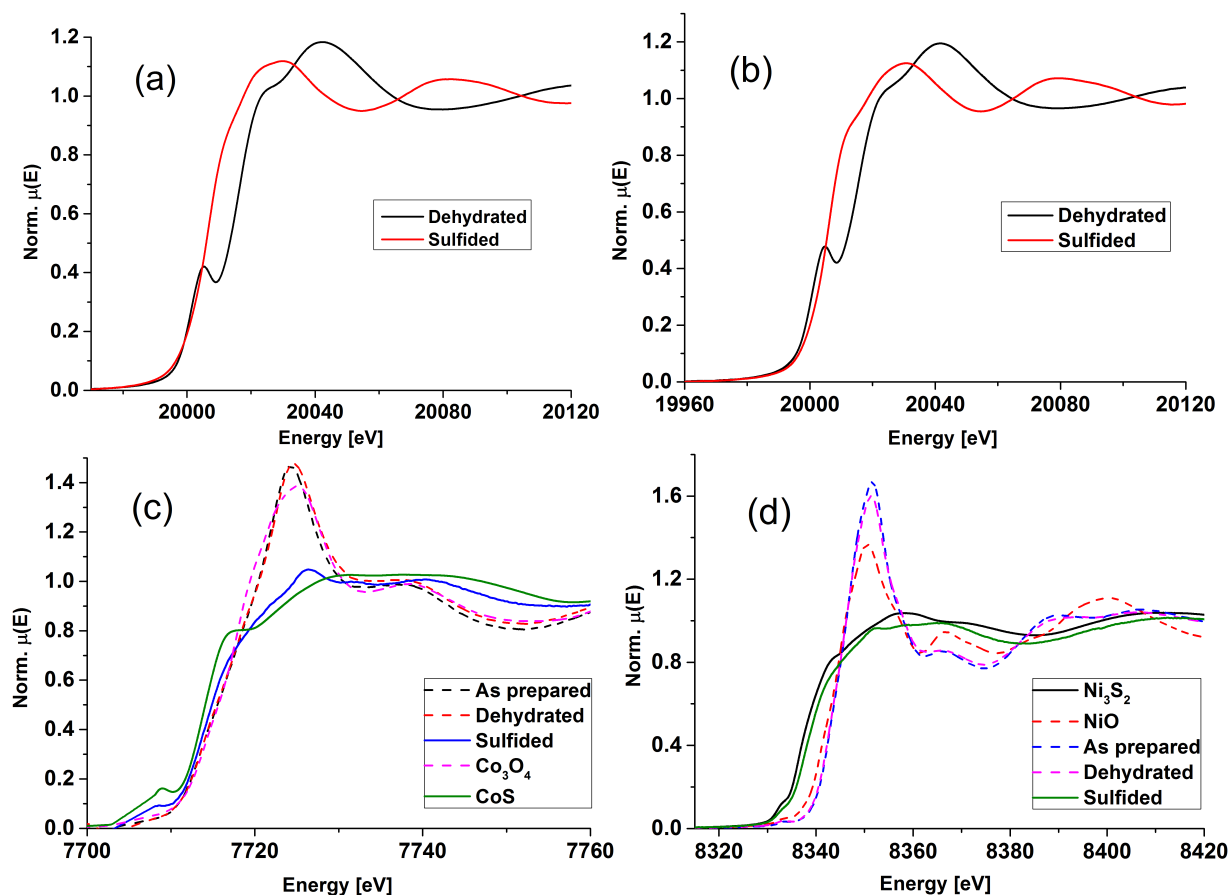 (a)
Norm. μ(E)
1.2
1.0
0.8
0.6
0.4
0.2
0.0
Dehydrated
Sulfided
20000
20040
20080
20120
Energy [eV]
(b)
Norm. μ(E)
1.2
1.0
0.8
0.6
0.4
0.2
0.0
Dehydrated
Sulfided
19960
20000
20040
20080
20120
Energy [eV]
(c)
Norm. μ(E)
1.4
1.2
1.0
0.8
0.6
0.4
0.2
0.0
As prepared
Dehydrated
Sulfided
Co₃O₄
CoS
7700
7720
7740
7760
Energy [eV]
(d)
Norm. μ(E)
1.6
1.2
0.8
0.4
0.0
Ni₃S₂
NiO
As prepared
Dehydrated
Sulfided
8320
8340
8360
8380
8400
8420
Energy [eV]